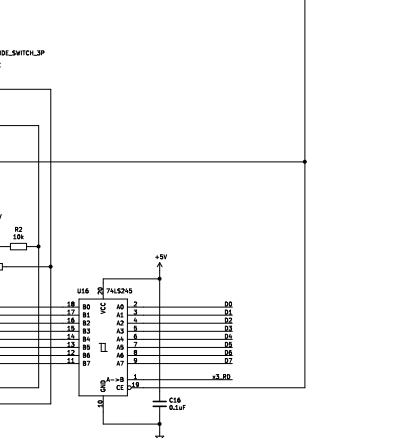 DE_SWITCH_3P
R2
10k
+5V
U16 20 74LS245
18 B0 VCC A0 2 D0
17 B1 A1 3 D1
16 B2 A2 4 D2
15 B3 A3 5 D3
14 B4 A4 6 D4
13 B5 A5 7 D5
12 B6 A6 8 D6
11 B7 A7 9 D7
A->B 1 v3_RD
GND CE 19
10
C16
0.1uF